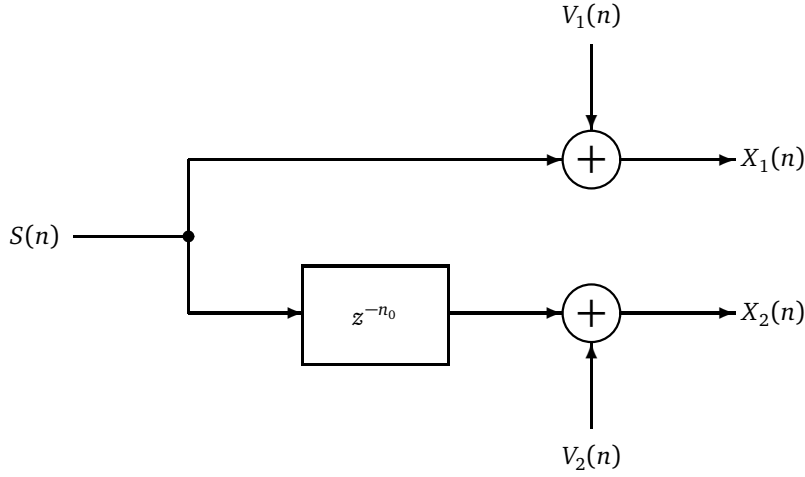 V₁(n)
X₁(n)
S(n)
z⁻ⁿ⁰
X₂(n)
V₂(n)